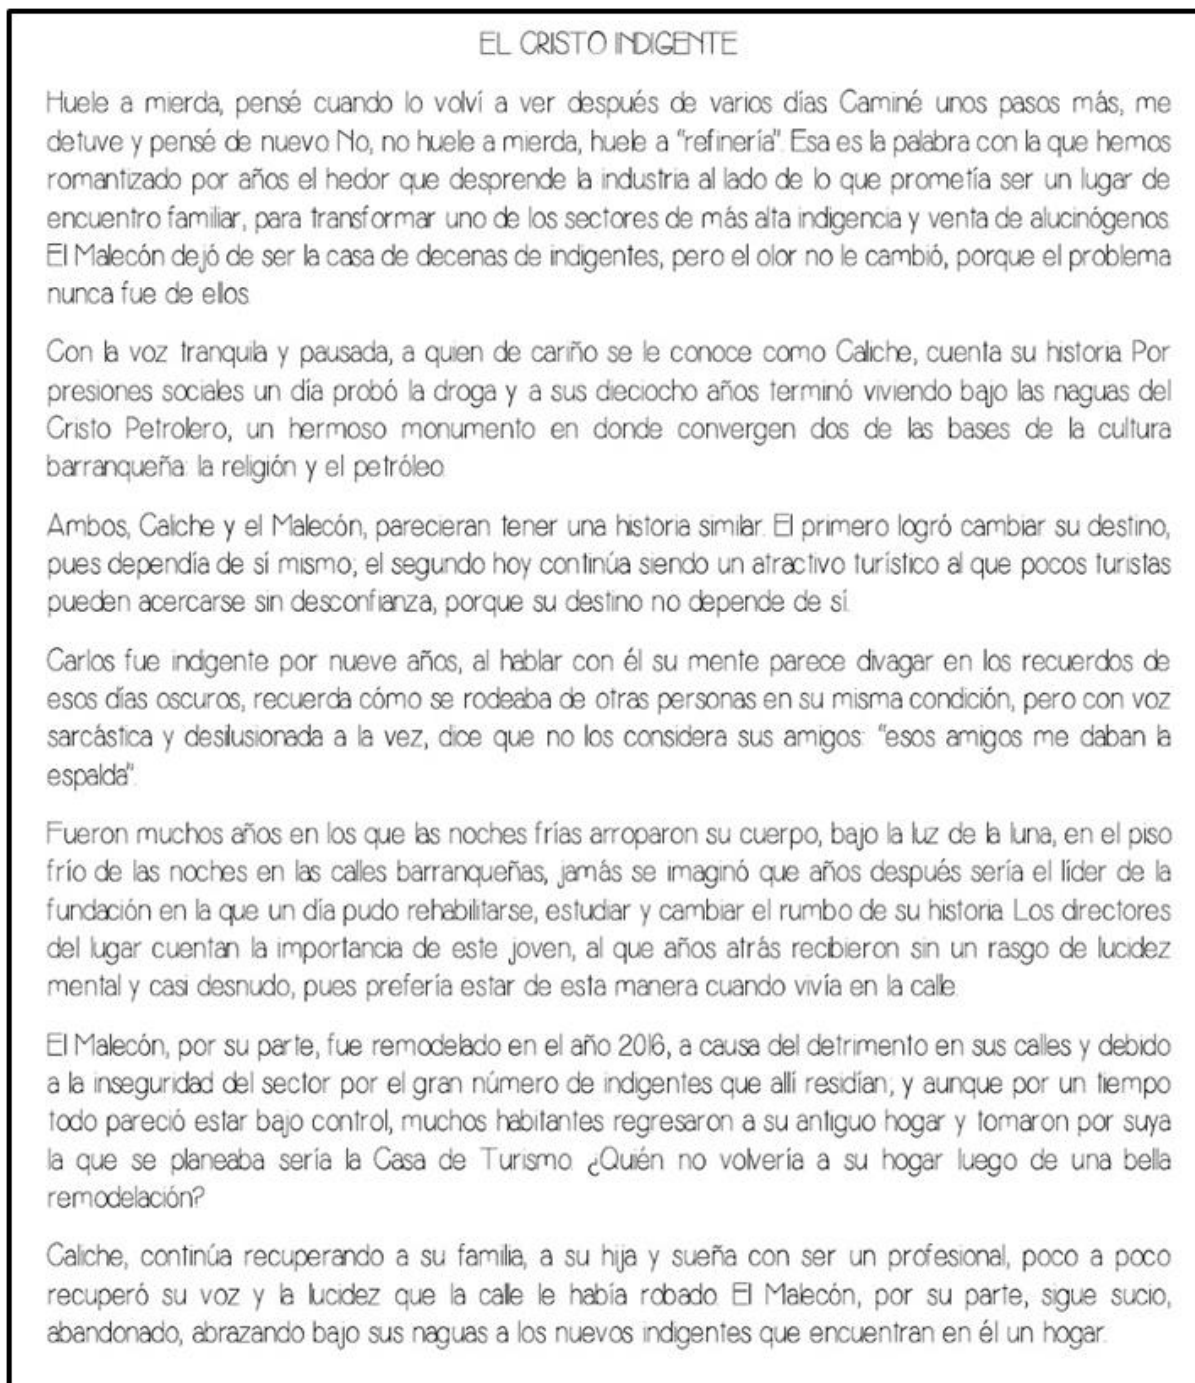 EL CRISTO INDIGENTE
Huele a mierda, pensé cuando lo volví a ver después de varios días Caminé unos pasos más, me
detuve y pensé de nuevo No, no huele a mierda, huele a "refinería". Esa es la palabra con la que hemos
romantizado por años el hedor que desprende la industria al lado de lo que prometía ser un lugar de
encuentro familiar, para transformar uno de los sectores de más alta indigencia y venta de alucinógenos.
El Malecón dejó de ser la casa de decenas de indigentes, pero el olor no le cambió, porque el problema
nunca fue de ellos.
Con la voz tranquila y pausada, a quien de cariño se le conoce como Caliche, cuenta su historia. Por
presiones sociales un día probó la droga y a sus dieciocho años terminó viviendo bajo las naguas del
Cristo Petrolero, un hermoso monumento en donde convergen dos de las bases de la cultura
barranqueña: la religión y el petróleo.
Ambos, Caliche y el Malecón, parecieran tener una historia similar. El primero logró cambiar su destino,
pues dependía de sí mismo; el segundo hoy continúa siendo un atractivo turístico al que pocos turistas
pueden acercarse sin desconfianza, porque su destino no depende de sí.
Carlos fue indigente por nueve años, al hablar con él su mente parece divagar en los recuerdos de
esos días oscuros, recuerda cómo se rodeaba de otras personas en su misma condición, pero con voz
sarcástica y desilusionada a la vez, dice que no los considera sus amigos: "esos amigos me daban la
espalda".
Fueron muchos años en los que las noches frías arroparon su cuerpo, bajo la luz de la luna, en el piso
frío de las noches en las calles barranqueñas, jamás se imaginó que años después sería el líder de la
fundación en la que un día pudo rehabilitarse, estudiar y cambiar el rumbo de su historia. Los directores
del lugar cuentan la importancia de este joven, al que años atrás recibieron sin un rasgo de lucidez
mental y casi desnudo, pues prefería estar de esta manera cuando vivía en la calle.
El Malecón, por su parte, fue remodelado en el año 2016, a causa del detrimento en sus calles y debido
a la inseguridad del sector por el gran número de indigentes que allí residían; y aunque por un tiempo
todo pareció estar bajo control, muchos habitantes regresaron a su antiguo hogar y tomaron por suya
la que se planeaba sería la Casa de Turismo. ¿Quién no volvería a su hogar luego de una bella
remodelación?
Caliche, continúa recuperando a su familia, a su hija y sueña con ser un profesional, poco a poco
recuperó su voz y la lucidez que la calle le había robado. El Malecón, por su parte, sigue sucio,
abandonado, abrazando bajo sus naguas a los nuevos indigentes que encuentran en él un hogar.